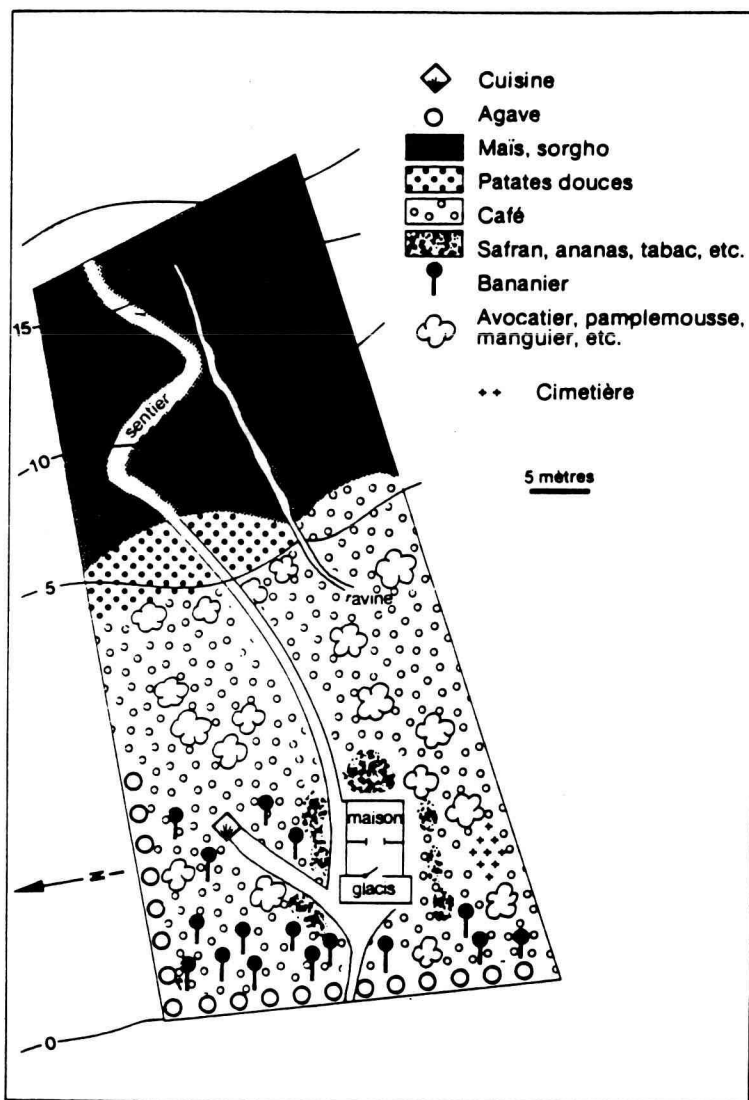 Cuisine
Agave
Maïs, sorgho
Patates douces
Café
Safran, ananas, tabac, etc.
Bananier
Avocatier, pamplemousse,
manguier, etc.
Cimetière
5 mètres
15
sentier
10
5
ravine
maison
glacis
N
0